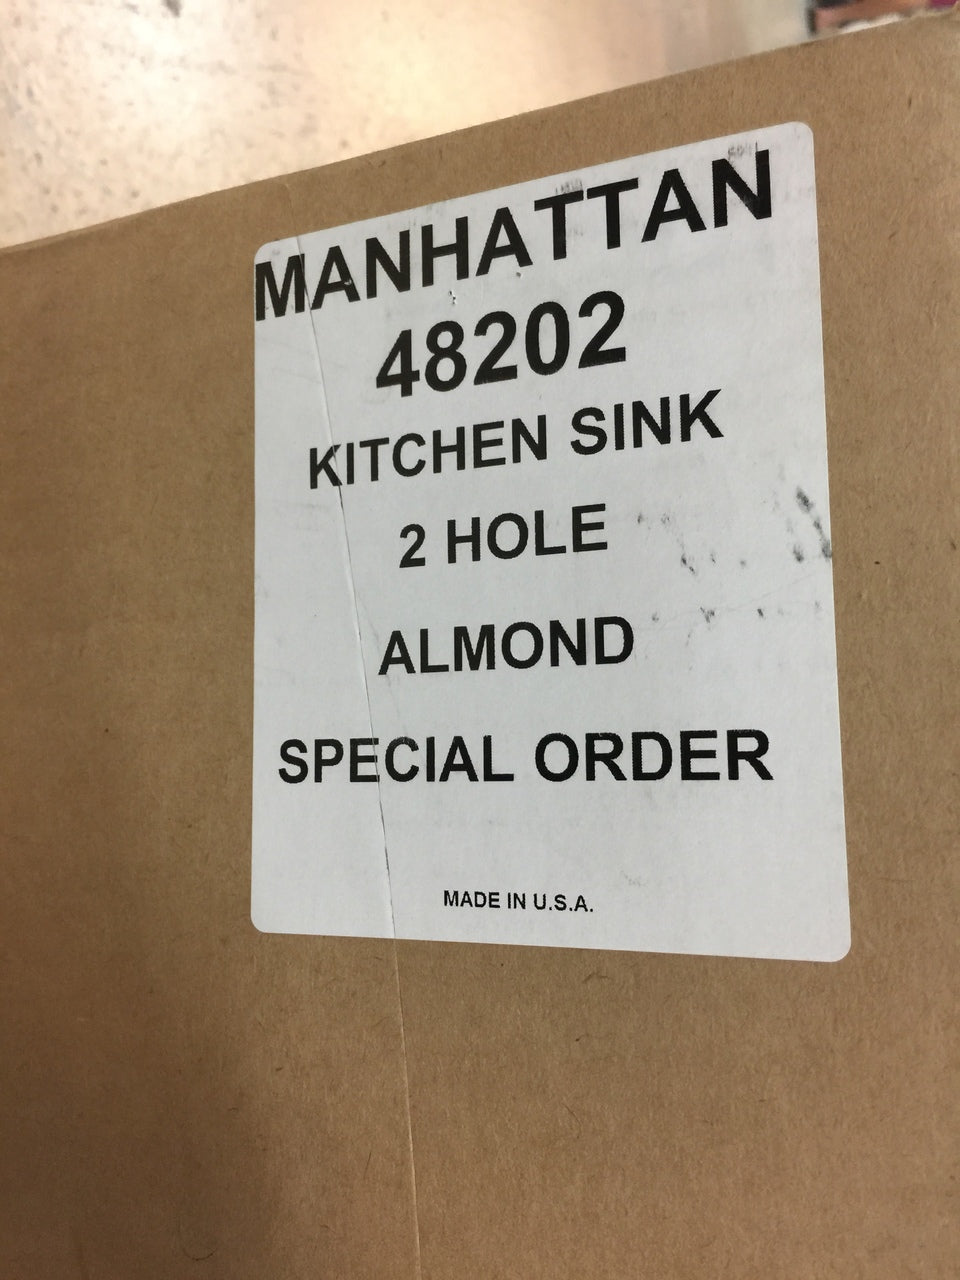 MANHATTAN
48202
KITCHEN SINK
2 HOLE
ALMOND
SPECIAL ORDER
MADE IN U.S.A.